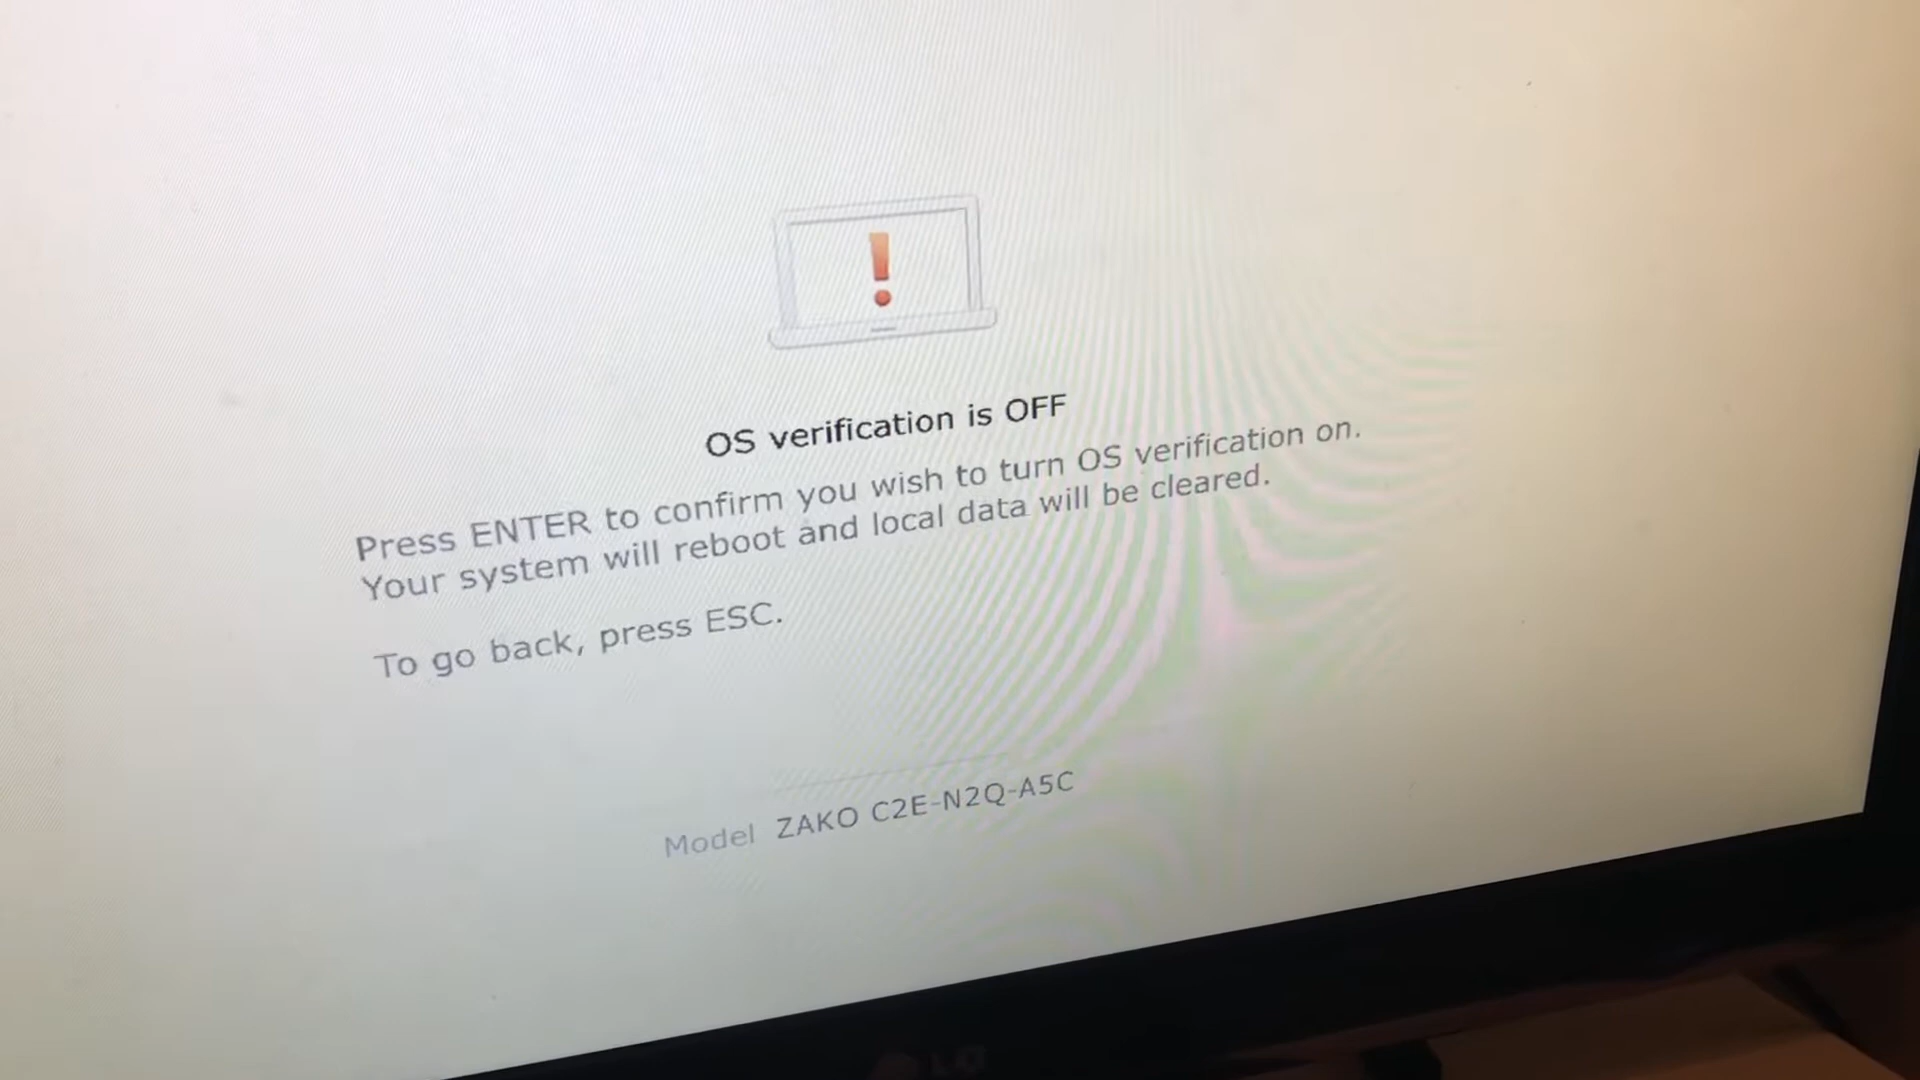 OS verification is OFF
Press ENTER to confirm you wish to turn OS verification on.
Your system will reboot and local data will be cleared.
To go back, press ESC.
Model ZAKO C2E-N2Q-A5C
LG